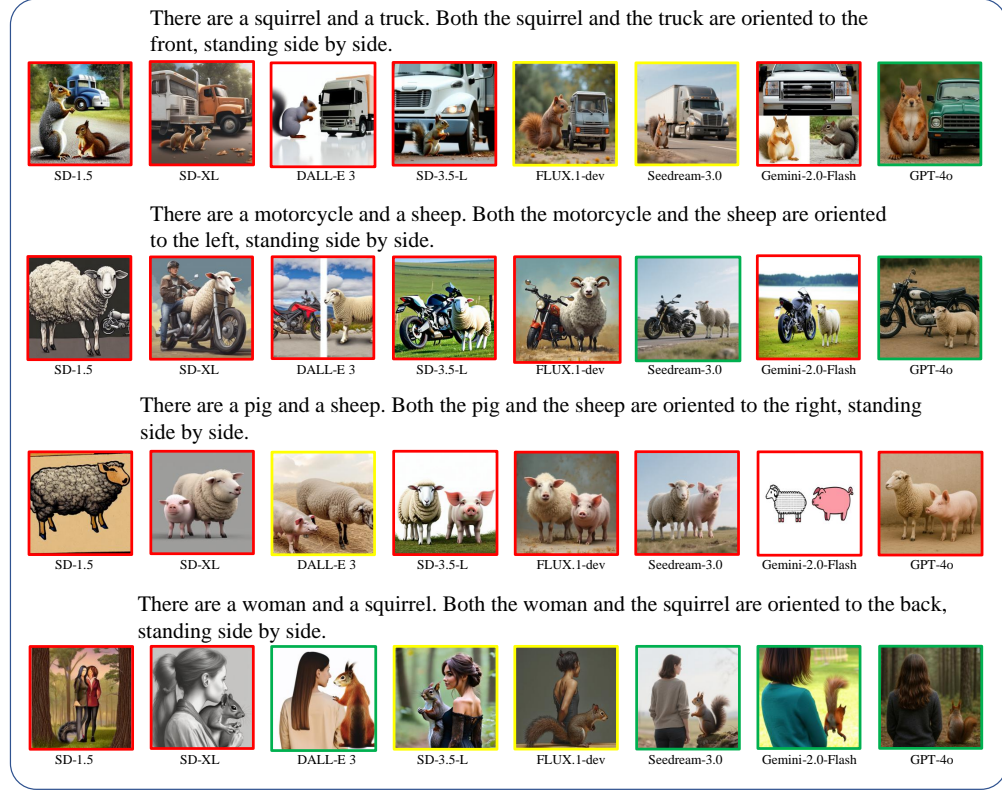 There are a squirrel and a truck. Both the squirrel and the truck are oriented to the
front, standing side by side.
SD-1.5
SD-XL
DALL-E 3
SD-3.5-L
FLUX.1-dev
Seedream-3.0
Gemini-2.0-Flash
GPT-4o
There are a motorcycle and a sheep. Both the motorcycle and the sheep are oriented
to the left, standing side by side.
SD-1.5
SD-XL
DALL-E 3
SD-3.5-L
FLUX.1-dev
Seedream-3.0
Gemini-2.0-Flash
GPT-4o
There are a pig and a sheep. Both the pig and the sheep are oriented to the right, standing
side by side.
SD-1.5
SD-XL
DALL-E 3
SD-3.5-L
FLUX.1-dev
Seedream-3.0
Gemini-2.0-Flash
GPT-4o
There are a woman and a squirrel. Both the woman and the squirrel are oriented to the back,
standing side by side.
SD-1.5
SD-XL
DALL-E 3
SD-3.5-L
FLUX.1-dev
Seedream-3.0
Gemini-2.0-Flash
GPT-4o